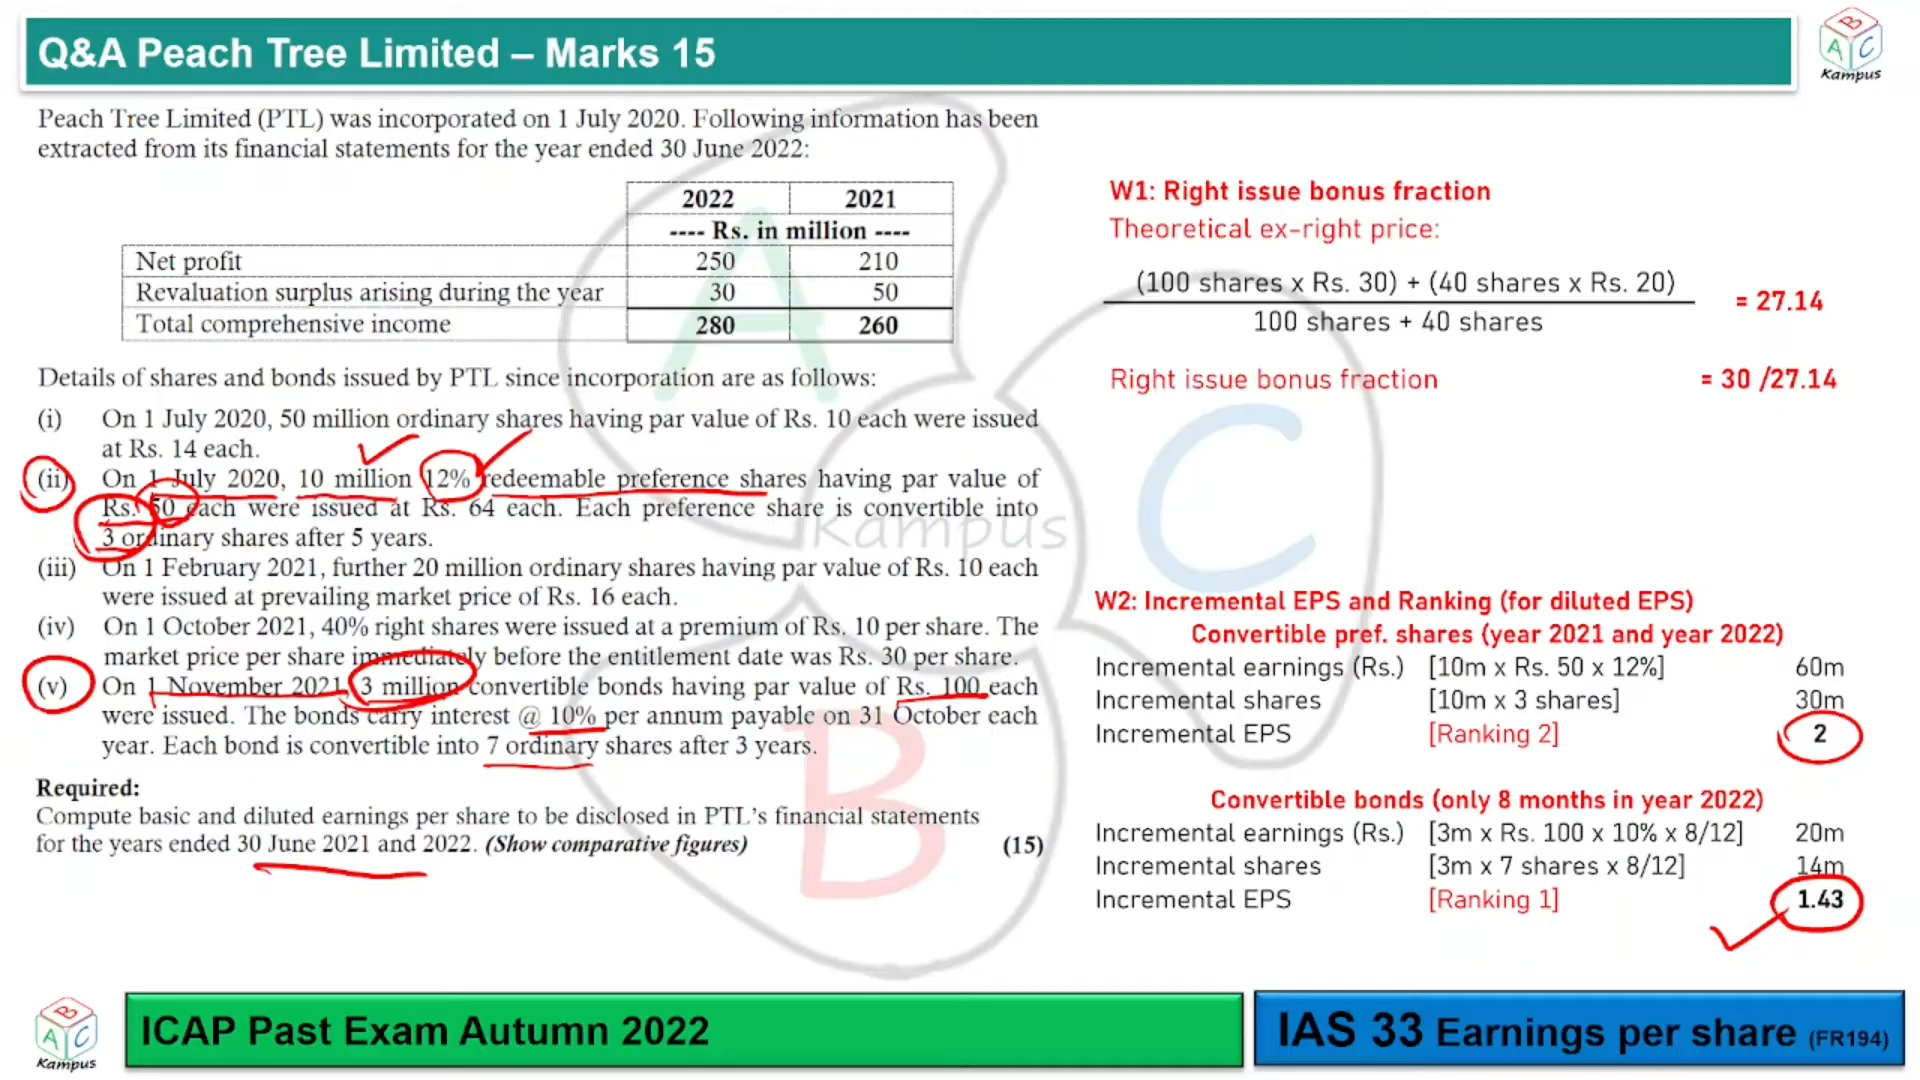 Q&A Peach Tree Limited – Marks 15
B
A C
Kampus
Peach Tree Limited (PTL) was incorporated on 1 July 2020. Following information has been
extracted from its financial statements for the year ended 30 June 2022:
2022 2021
---- Rs. in million ----
Net profit 250 210
Revaluation surplus arising during the year 30 50
Total comprehensive income 280 260
Details of shares and bonds issued by PTL since incorporation are as follows:
(i) On 1 July 2020, 50 million ordinary shares having par value of Rs. 10 each were issued
at Rs. 14 each.
(ii) On 1 July 2020, 10 million 12% redeemable preference shares having par value of
Rs. 50 each were issued at Rs. 64 each. Each preference share is convertible into
3 ordinary shares after 5 years.
(iii) On 1 February 2021, further 20 million ordinary shares having par value of Rs. 10 each
were issued at prevailing market price of Rs. 16 each.
(iv) On 1 October 2021, 40% right shares were issued at a premium of Rs. 10 per share. The
market price per share immediately before the entitlement date was Rs. 30 per share.
(v) On 1 November 2021, 3 million convertible bonds having par value of Rs. 100 each
were issued. The bonds carry interest @ 10% per annum payable on 31 October each
year. Each bond is convertible into 7 ordinary shares after 3 years.
Required:
Compute basic and diluted earnings per share to be disclosed in PTL's financial statements
for the years ended 30 June 2021 and 2022. (Show comparative figures) (15)
W1: Right issue bonus fraction
Theoretical ex-right price:
(100 shares x Rs. 30) + (40 shares x Rs. 20)
= 27.14
100 shares + 40 shares
Right issue bonus fraction = 30 /27.14
W2: Incremental EPS and Ranking (for diluted EPS)
Convertible pref. shares (year 2021 and year 2022)
Incremental earnings (Rs.) [10m x Rs. 50 x 12%] 60m
Incremental shares [10m x 3 shares] 30m
Incremental EPS [Ranking 2] 2
Convertible bonds (only 8 months in year 2022)
Incremental earnings (Rs.) [3m x Rs. 100 x 10% x 8/12] 20m
Incremental shares [3m x 7 shares x 8/12] 14m
Incremental EPS [Ranking 1] 1.43
A
C
Kampus
B
B
A C
Kampus
ICAP Past Exam Autumn 2022
IAS 33 Earnings per share (FR194)